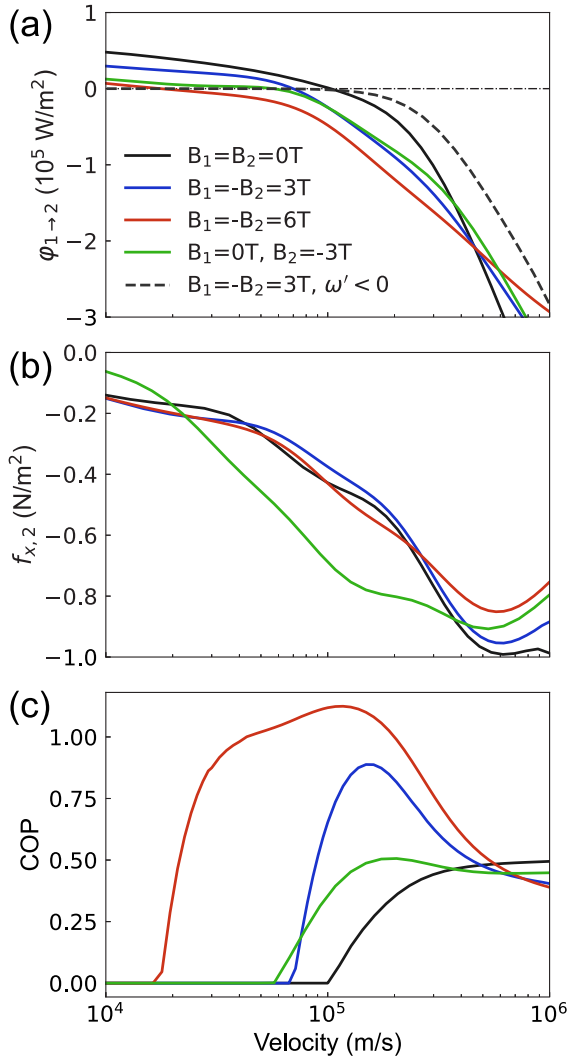 (a)
1
0
−1
−2
−3
φ1→2 (10^5 W/m^2)
B1=B2=0T
B1=-B2=3T
B1=-B2=6T
B1=0T, B2=-3T
B1=-B2=3T, ω′<0
(b)
0.0
−0.2
−0.4
−0.6
−0.8
−1.0
fx, 2 (N/m^2)
(c)
1.00
0.75
0.50
0.25
0.00
COP
10^4
10^5
10^6
Velocity (m/s)